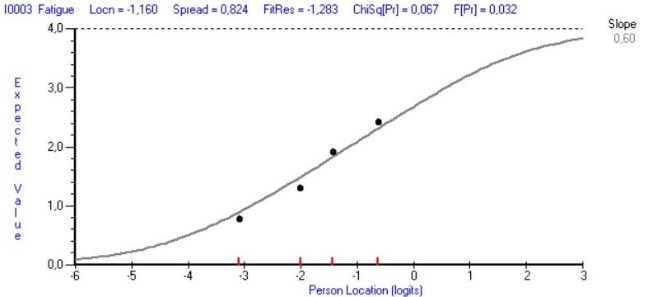 I0003 Fatigue Locn = -1,160 Spread = 0,824 FitRes = -1,283 ChiSq[Pr] = 0,067 F[Pr] = 0,032
Slope
0,60
4,0
3,0
2,0
1,0
0,0
Expected Value
-6 -5 -4 -3 -2 -1 0 1 2 3
Person Location (logits)